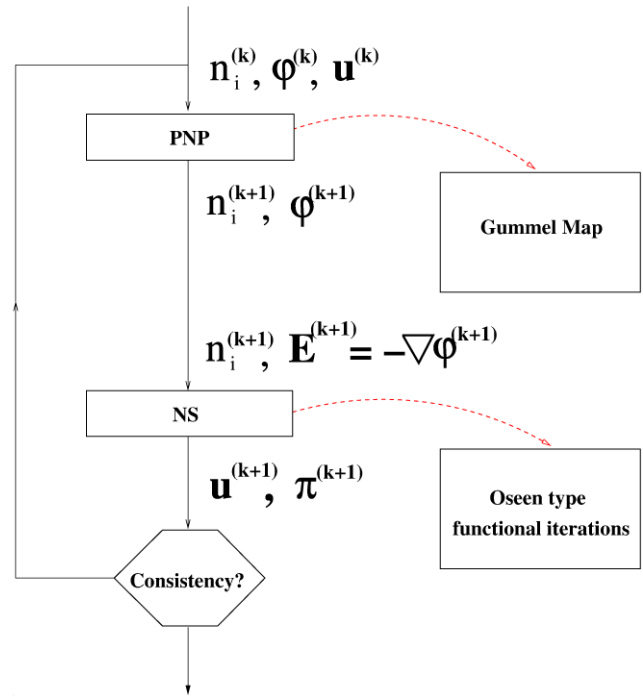 n_i^(k), φ^(k), **u**^(k)
PNP
n_i^(k+1), φ^(k+1)
Gummel Map
n_i^(k+1), **E**^(k+1) = −∇φ^(k+1)
NS
**u**^(k+1), π^(k+1)
Oseen type
functional iterations
Consistency?